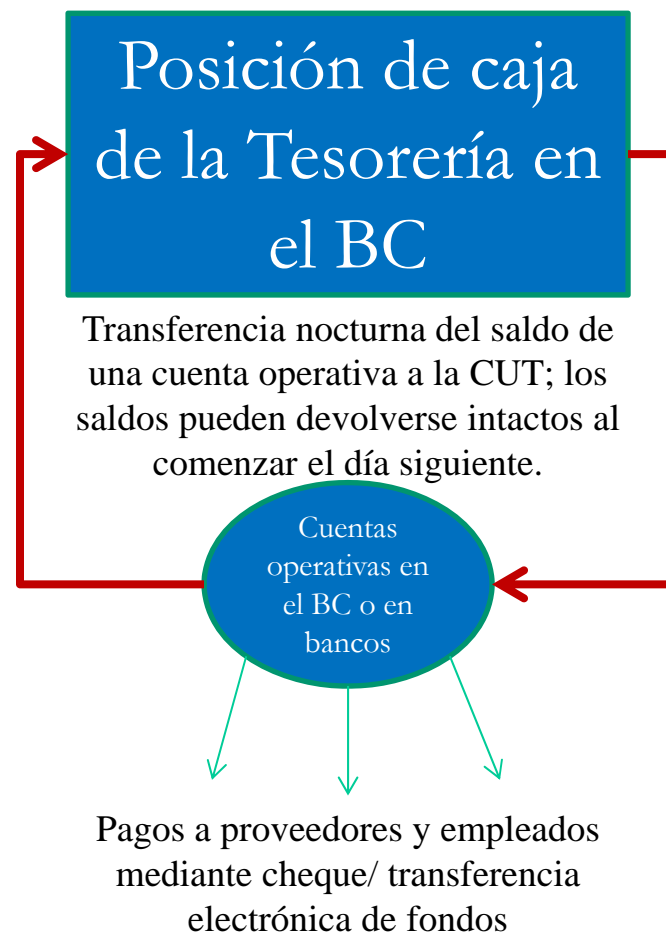 Posición de caja
de la Tesorería en
el BC
Transferencia nocturna del saldo de
una cuenta operativa a la CUT; los
saldos pueden devolverse intactos al
comenzar el día siguiente.
Cuentas
operativas en
el BC o en
bancos
Pagos a proveedores y empleados
mediante cheque/ transferencia
electrónica de fondos